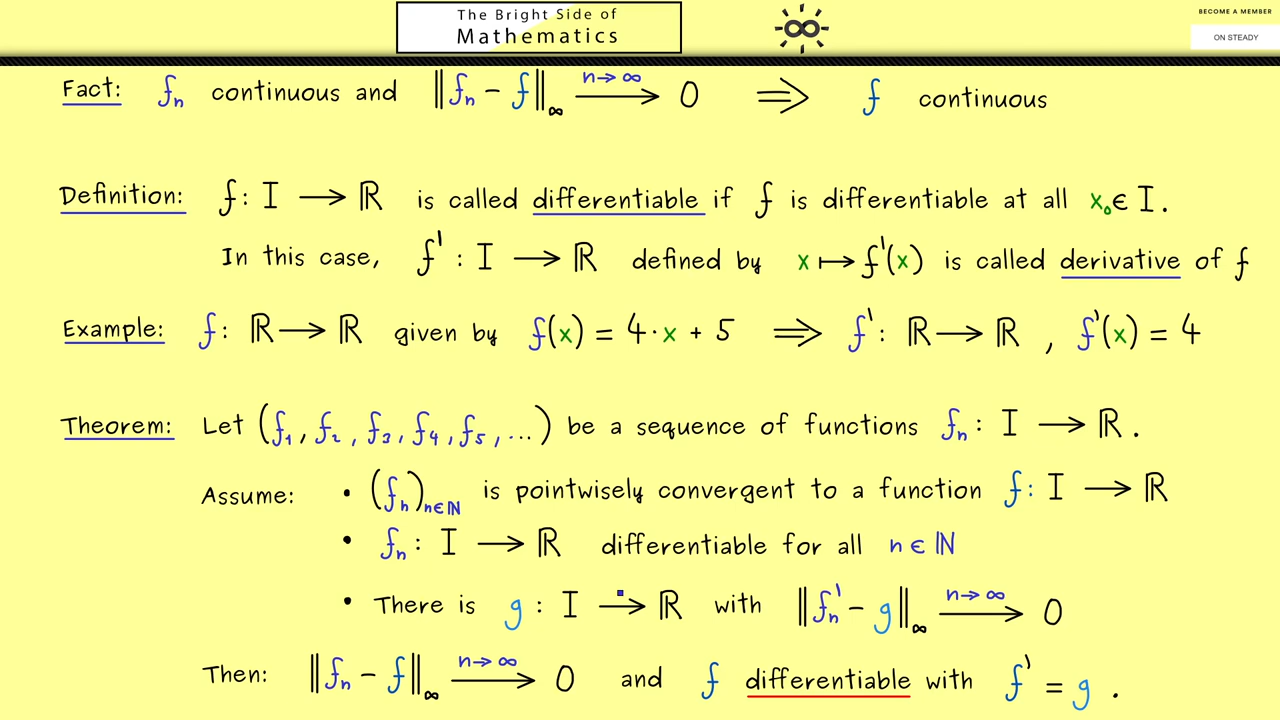 The Bright Side of
Mathematics
BECOME A MEMBER
ON STEADY
Fact: fₙ continuous and ‖fₙ − f‖∞ —n→∞→ 0 ⟹ f continuous
Definition: f: I ⟶ ℝ is called differentiable if f is differentiable at all x₀ ∈ I.
In this case, f' : I ⟶ ℝ defined by x ↦ f'(x) is called derivative of f
Example: f: ℝ ⟶ ℝ given by f(x) = 4·x + 5 ⟹ f': ℝ ⟶ ℝ , f'(x) = 4
Theorem: Let (f₁, f₂, f₃, f₄, f₅, ...) be a sequence of functions fₙ: I ⟶ ℝ.
Assume: • (fₙ)ₙ∈ℕ is pointwisely convergent to a function f: I ⟶ ℝ
• fₙ: I ⟶ ℝ differentiable for all n ∈ ℕ
• There is g : I ⟶ ℝ with ‖fₙ' − g‖∞ —n→∞→ 0
Then: ‖fₙ − f‖∞ —n→∞→ 0 and f differentiable with f' = g .